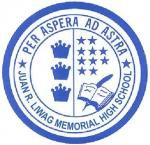 PER ASPERA AD ASTRA
JUAN R. LIWAG MEMORIAL HIGH SCHOOL